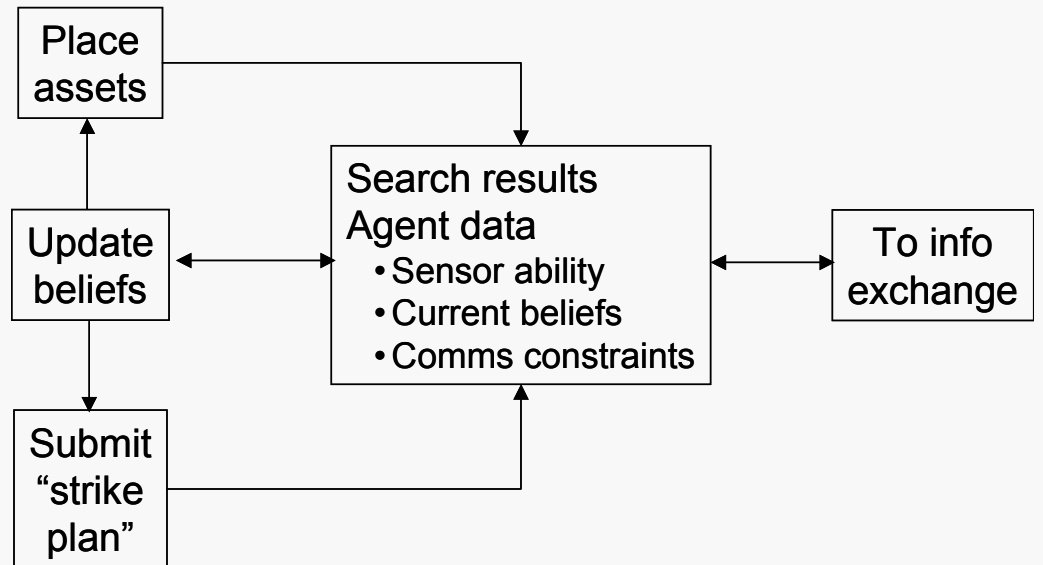 Place
assets
Search results
Agent data
•Sensor ability
•Current beliefs
•Comms constraints
Update
beliefs
To info
exchange
Submit
“strike
plan”